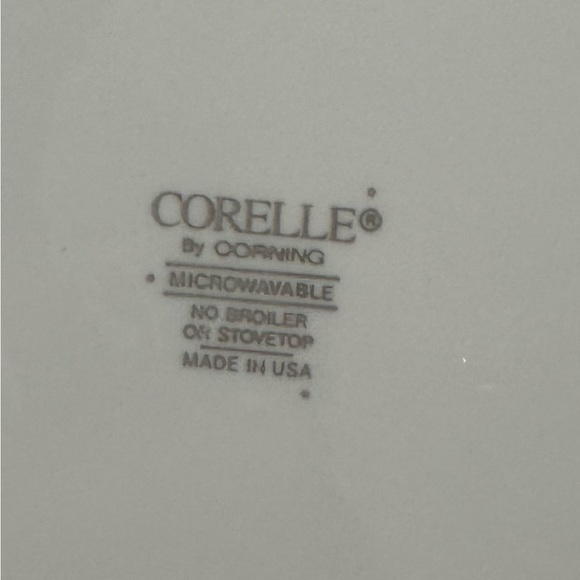 CORELLE®
By CORNING
MICROWAVABLE
NO BROILER
OR STOVETOP
MADE IN USA